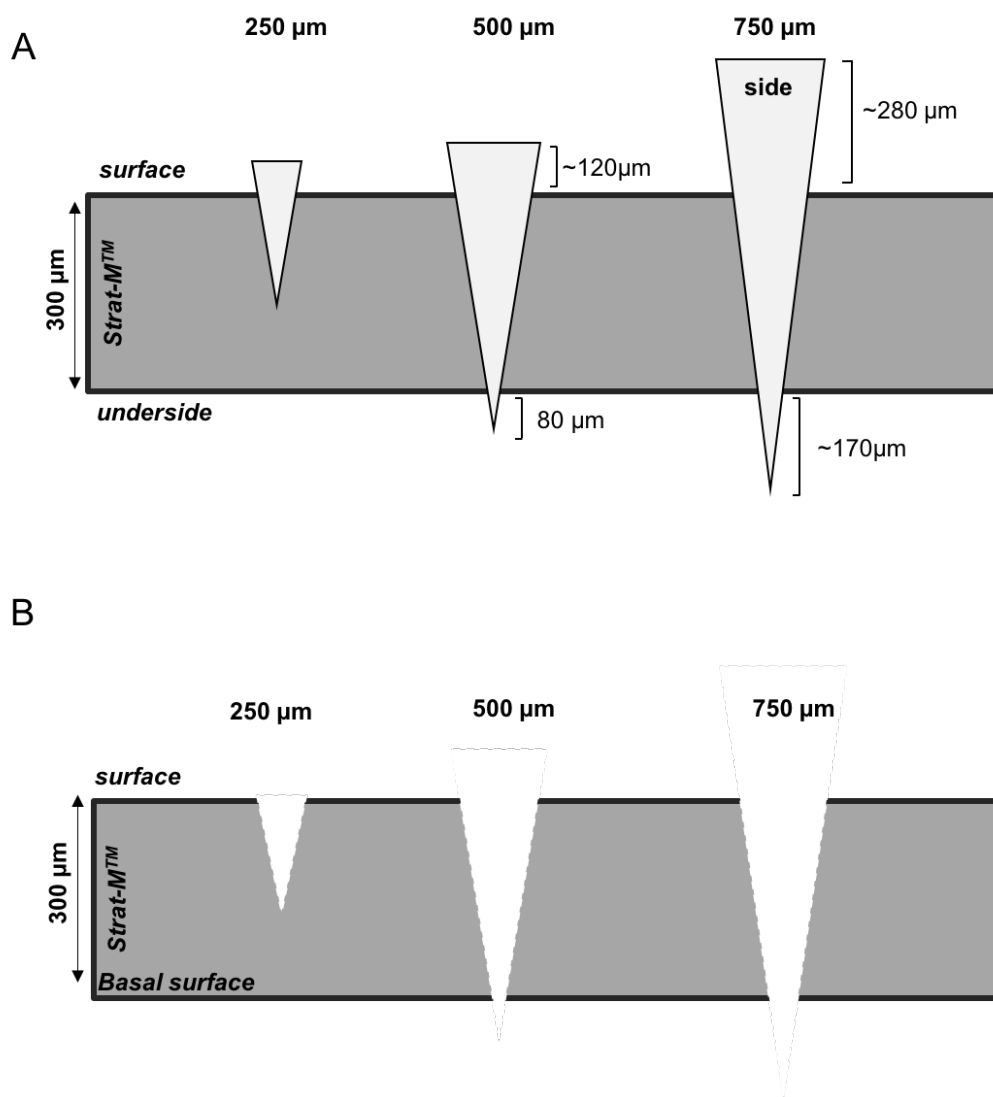 A
250 µm 500 µm 750 µm
side
~280 µm
surface
~120µm
300 µm
Strat-M™
underside
80 µm
~170µm
B
250 µm 500 µm 750 µm
surface
300 µm
Strat-M™
Basal surface